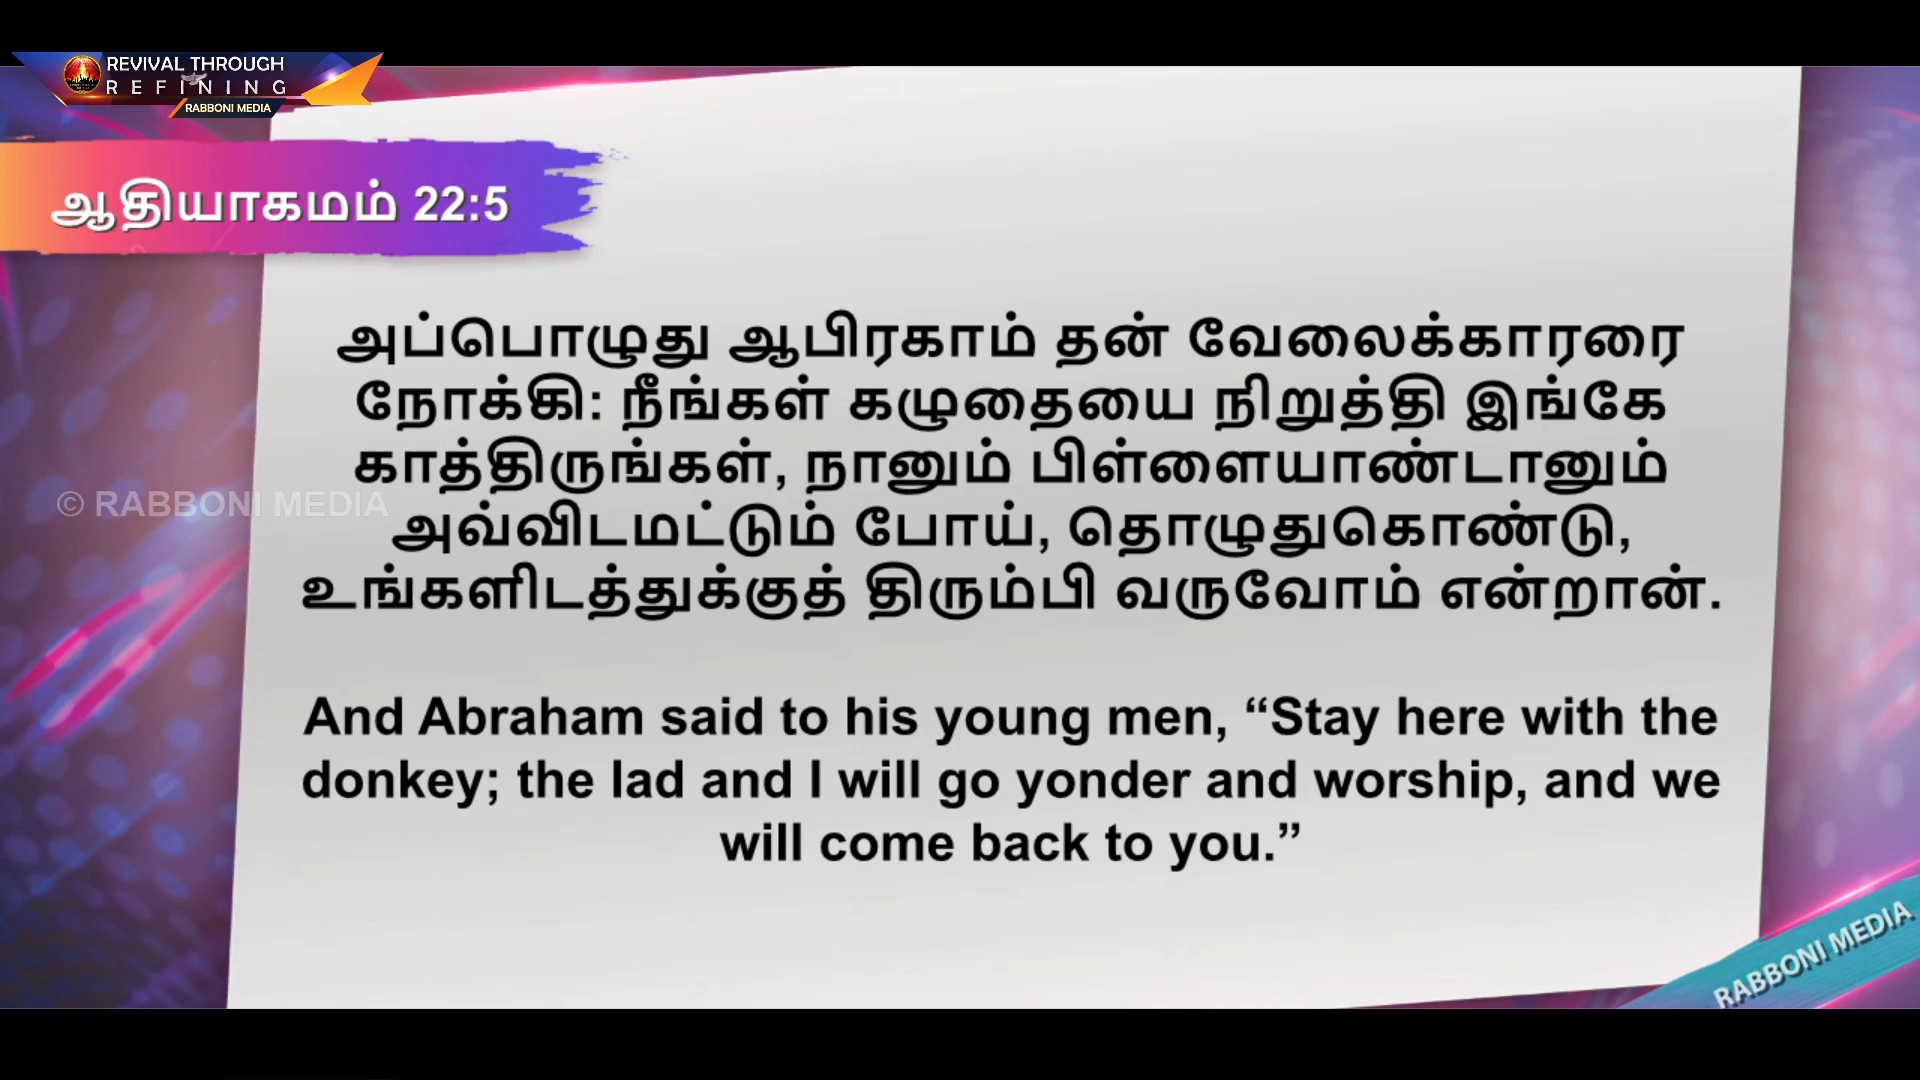 REVIVAL THROUGH
REFINING
RABBONI MEDIA
ஆதியாகமம் 22:5
அப்பொழுது ஆபிரகாம் தன் வேலைக்காரரை
நோக்கி: நீங்கள் கழுதையை நிறுத்தி இங்கே
காத்திருங்கள், நானும் பிள்ளையாண்டானும்
© RABBONI MEDIA
அவ்விடமட்டும் போய், தொழுதுகொண்டு,
உங்களிடத்துக்குத் திரும்பி வருவோம் என்றான்.
And Abraham said to his young men, “Stay here with the
donkey; the lad and I will go yonder and worship, and we
will come back to you.”
RABBONI MEDIA